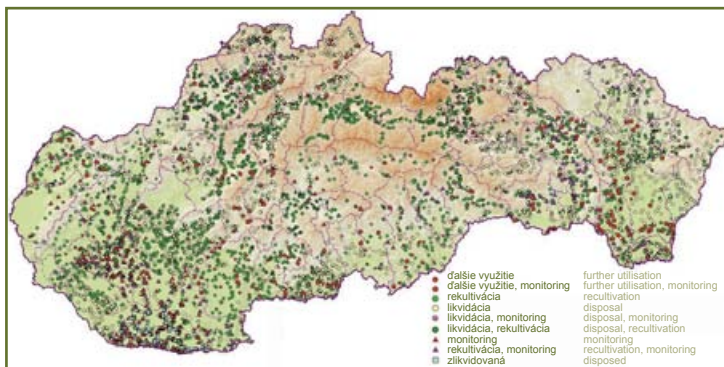 ďalšie využitie further utilisation
ďalšie využitie, monitoring further utilisation, monitoring
rekultivácia recultivation
likvidácia disposal
likvidácia, monitoring disposal, monitoring
likvidácia, rekultivácia disposal, recultivation
monitoring monitoring
rekultivácia, monitoring recultivation, monitoring
zlikvidovaná disposed